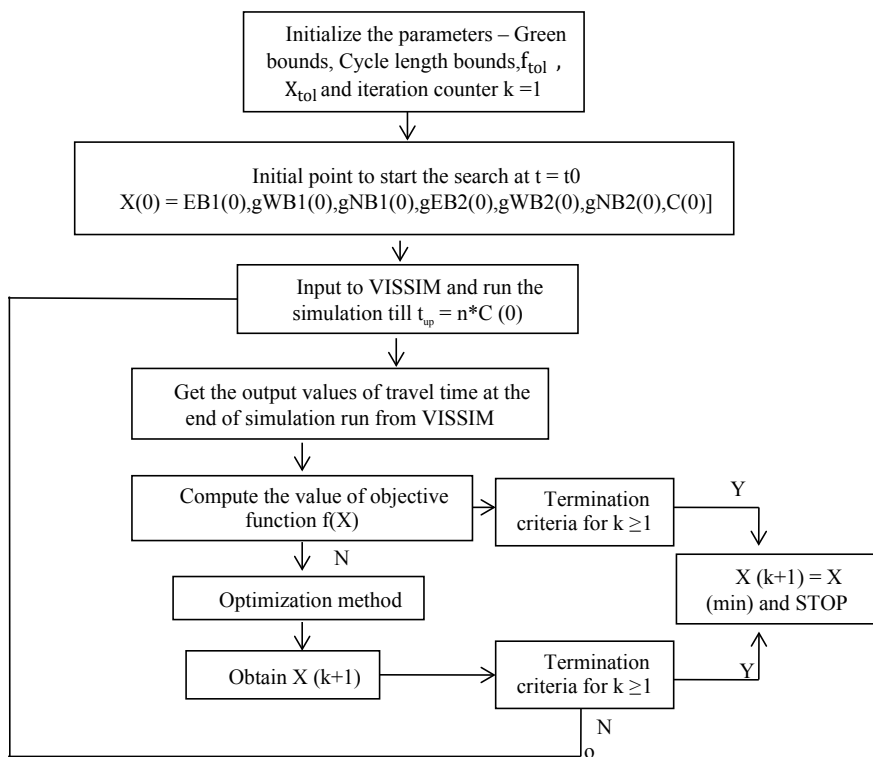 Initialize the parameters – Green
bounds, Cycle length bounds,f_tol ,
X_tol and iteration counter k =1
Initial point to start the search at t = t0
X(0) = EB1(0),gWB1(0),gNB1(0),gEB2(0),gWB2(0),gNB2(0),C(0)]
Input to VISSIM and run the
simulation till t_up = n*C (0)
Get the output values of travel time at the
end of simulation run from VISSIM
Compute the value of objective
function f(X)
Termination
criteria for k ≥1
Y
N
Optimization method
X (k+1) = X
(min) and STOP
Obtain X (k+1)
Termination
criteria for k ≥1
Y
N
o